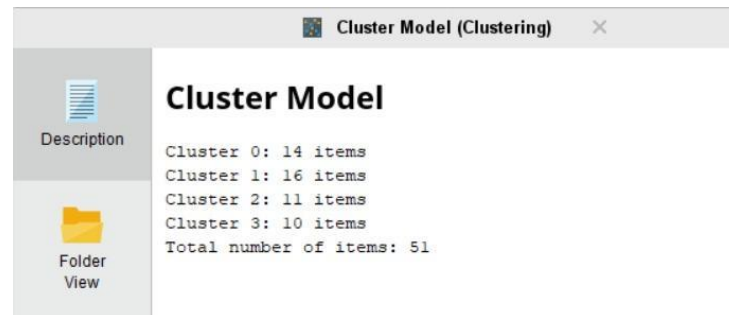 Cluster Model (Clustering)
Description
Folder
View
Cluster Model
Cluster 0: 14 items
Cluster 1: 16 items
Cluster 2: 11 items
Cluster 3: 10 items
Total number of items: 51